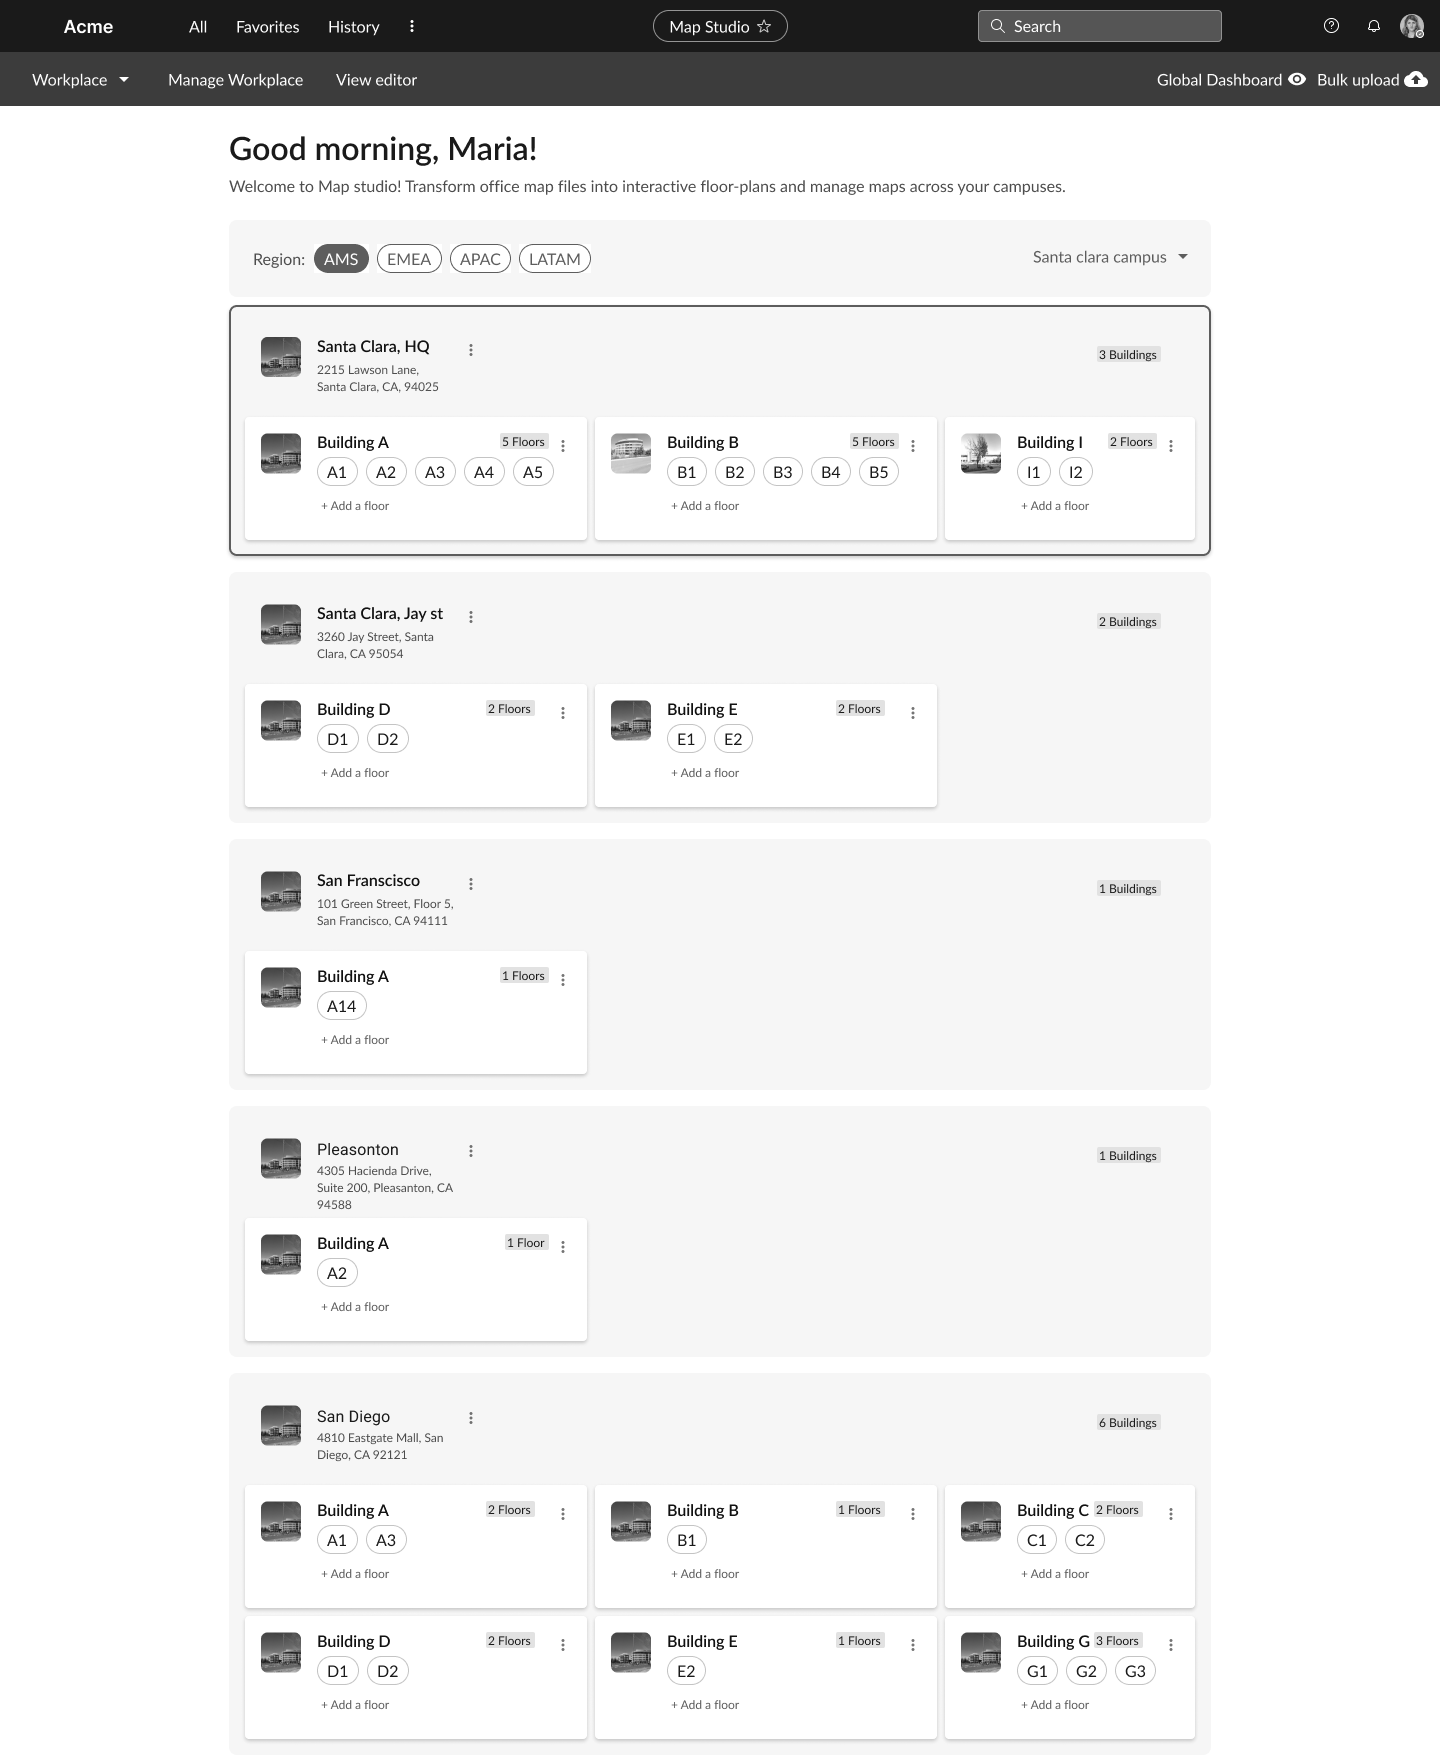 Acme All Favorites History Map Studio Search
Workplace Manage Workplace View editor Global Dashboard Bulk upload
Good morning, Maria!
Welcome to Map studio! Transform office map files into interactive floor-plans and manage maps across your campuses.
Region: AMS EMEA APAC LATAM Santa clara campus
Santa Clara, HQ
3 Buildings
2215 Lawson Lane,
Santa Clara, CA, 94025
Building A 5 Floors
A1 A2 A3 A4 A5
+ Add a floor
Building B 5 Floors
B1 B2 B3 B4 B5
+ Add a floor
Building I 2 Floors
I1 I2
+ Add a floor
Santa Clara, Jay st
2 Buildings
3260 Jay Street, Santa
Clara, CA 95054
Building D 2 Floors
D1 D2
+ Add a floor
Building E 2 Floors
E1 E2
+ Add a floor
San Franscisco
1 Buildings
101 Green Street, Floor 5,
San Francisco, CA 94111
Building A 1 Floors
A14
+ Add a floor
Pleasonton
1 Buildings
4305 Hacienda Drive,
Suite 200, Pleasanton, CA
94588
Building A 1 Floor
A2
+ Add a floor
San Diego
6 Buildings
4810 Eastgate Mall, San
Diego, CA 92121
Building A 2 Floors
A1 A3
+ Add a floor
Building B 1 Floors
B1
+ Add a floor
Building C 2 Floors
C1 C2
+ Add a floor
Building D 2 Floors
D1 D2
+ Add a floor
Building E 1 Floors
E2
+ Add a floor
Building G 3 Floors
G1 G2 G3
+ Add a floor